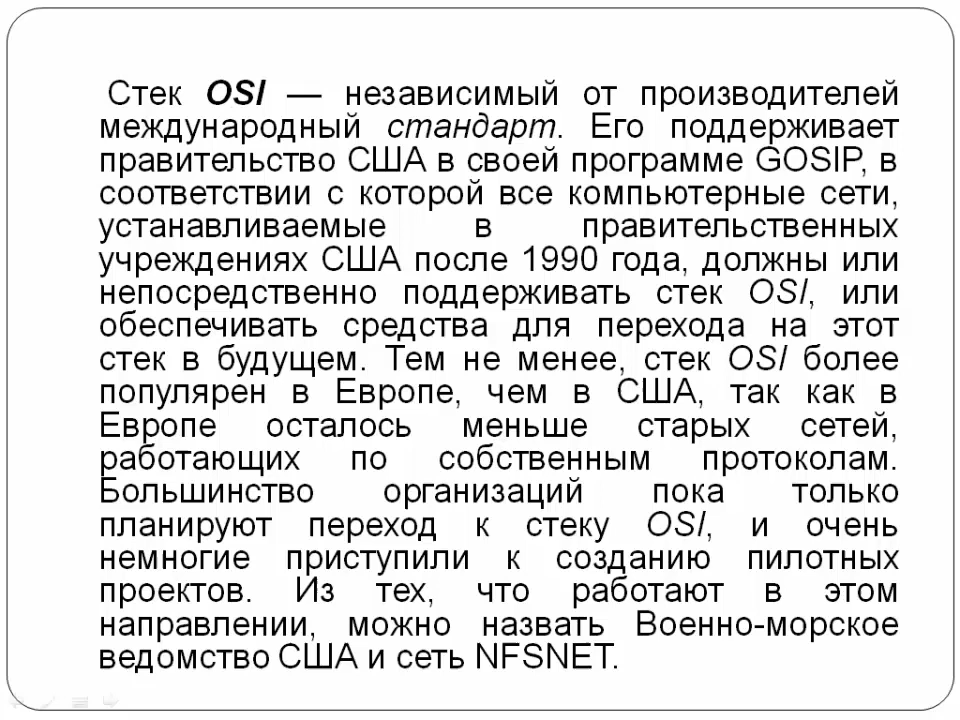 Стек OSI — независимый от производителей
международный стандарт. Его поддерживает
правительство США в своей программе GOSIP, в
соответствии с которой все компьютерные сети,
устанавливаемые в правительственных
учреждениях США после 1990 года, должны или
непосредственно поддерживать стек OSI, или
обеспечивать средства для перехода на этот
стек в будущем. Тем не менее, стек OSI более
популярен в Европе, чем в США, так как в
Европе осталось меньше старых сетей,
работающих по собственным протоколам.
Большинство организаций пока только
планируют переход к стеку OSI, и очень
немногие приступили к созданию пилотных
проектов. Из тех, что работают в этом
направлении, можно назвать Военно-морское
ведомство США и сеть NFSNET.